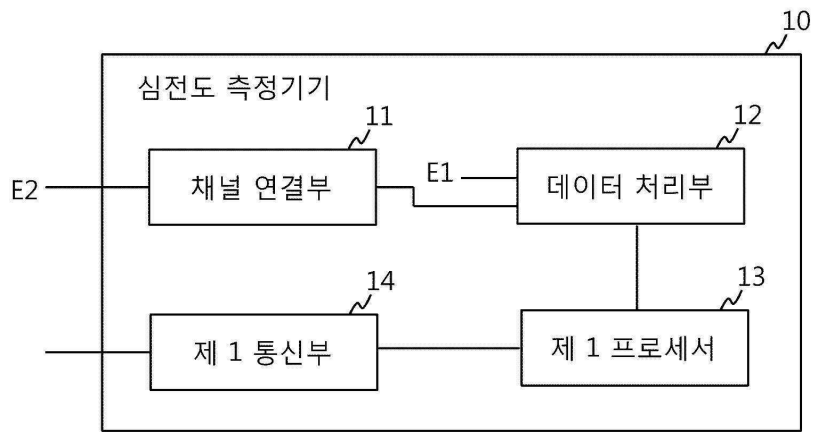 10
심전도 측정기기
11
12
E2
채널 연결부
E1
데이터 처리부
14
13
제 1 통신부
제 1 프로세서